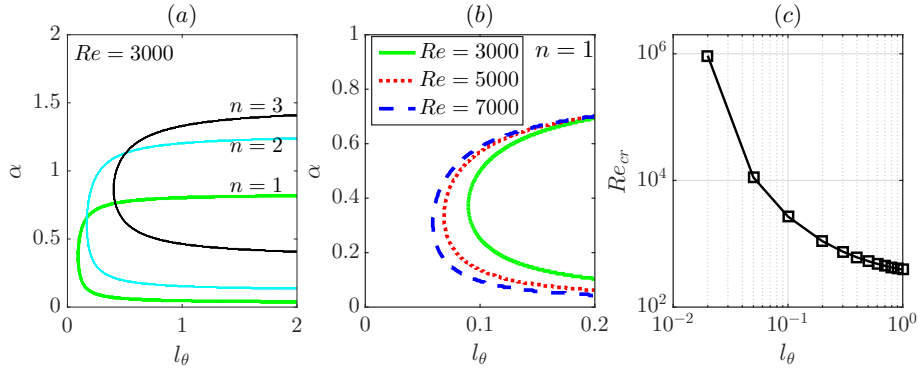 (a)
Re = 3000
n = 3
n = 2
n = 1
α
2
1.5
1
0.5
0
0 1 2
l_θ
(b)
Re = 3000
Re = 5000
Re = 7000
n = 1
α
1
0.8
0.6
0.4
0.2
0
0 0.1 0.2
l_θ
(c)
Re_cr
10^6
10^4
10^2
10^-2 10^-1 10^0
l_θ